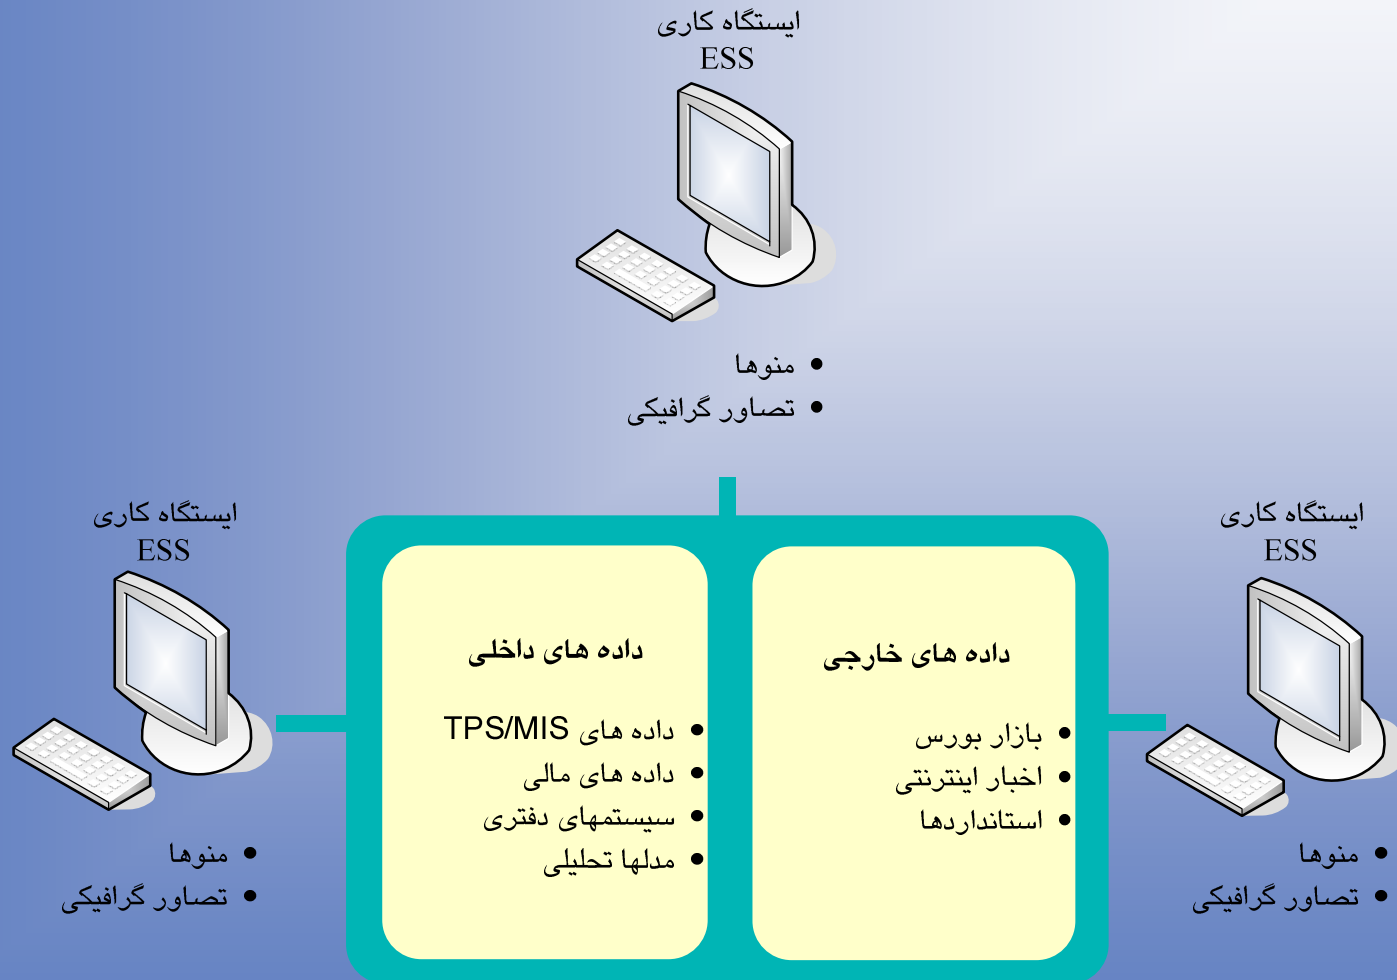 ایستگاه کاری
ESS
• منوها
• تصاور گرافیکی
ایستگاه کاری
ESS
• منوها
• تصاور گرافیکی
داده های خارجی
• بازار بورس
• اخبار اینترنتی
• استانداردها
داده های داخلی
• داده های TPS/MIS
• داده های مالی
• سیستمهای دفتری
• مدلها تحلیلی
ایستگاه کاری
ESS
• منوها
• تصاور گرافیکی